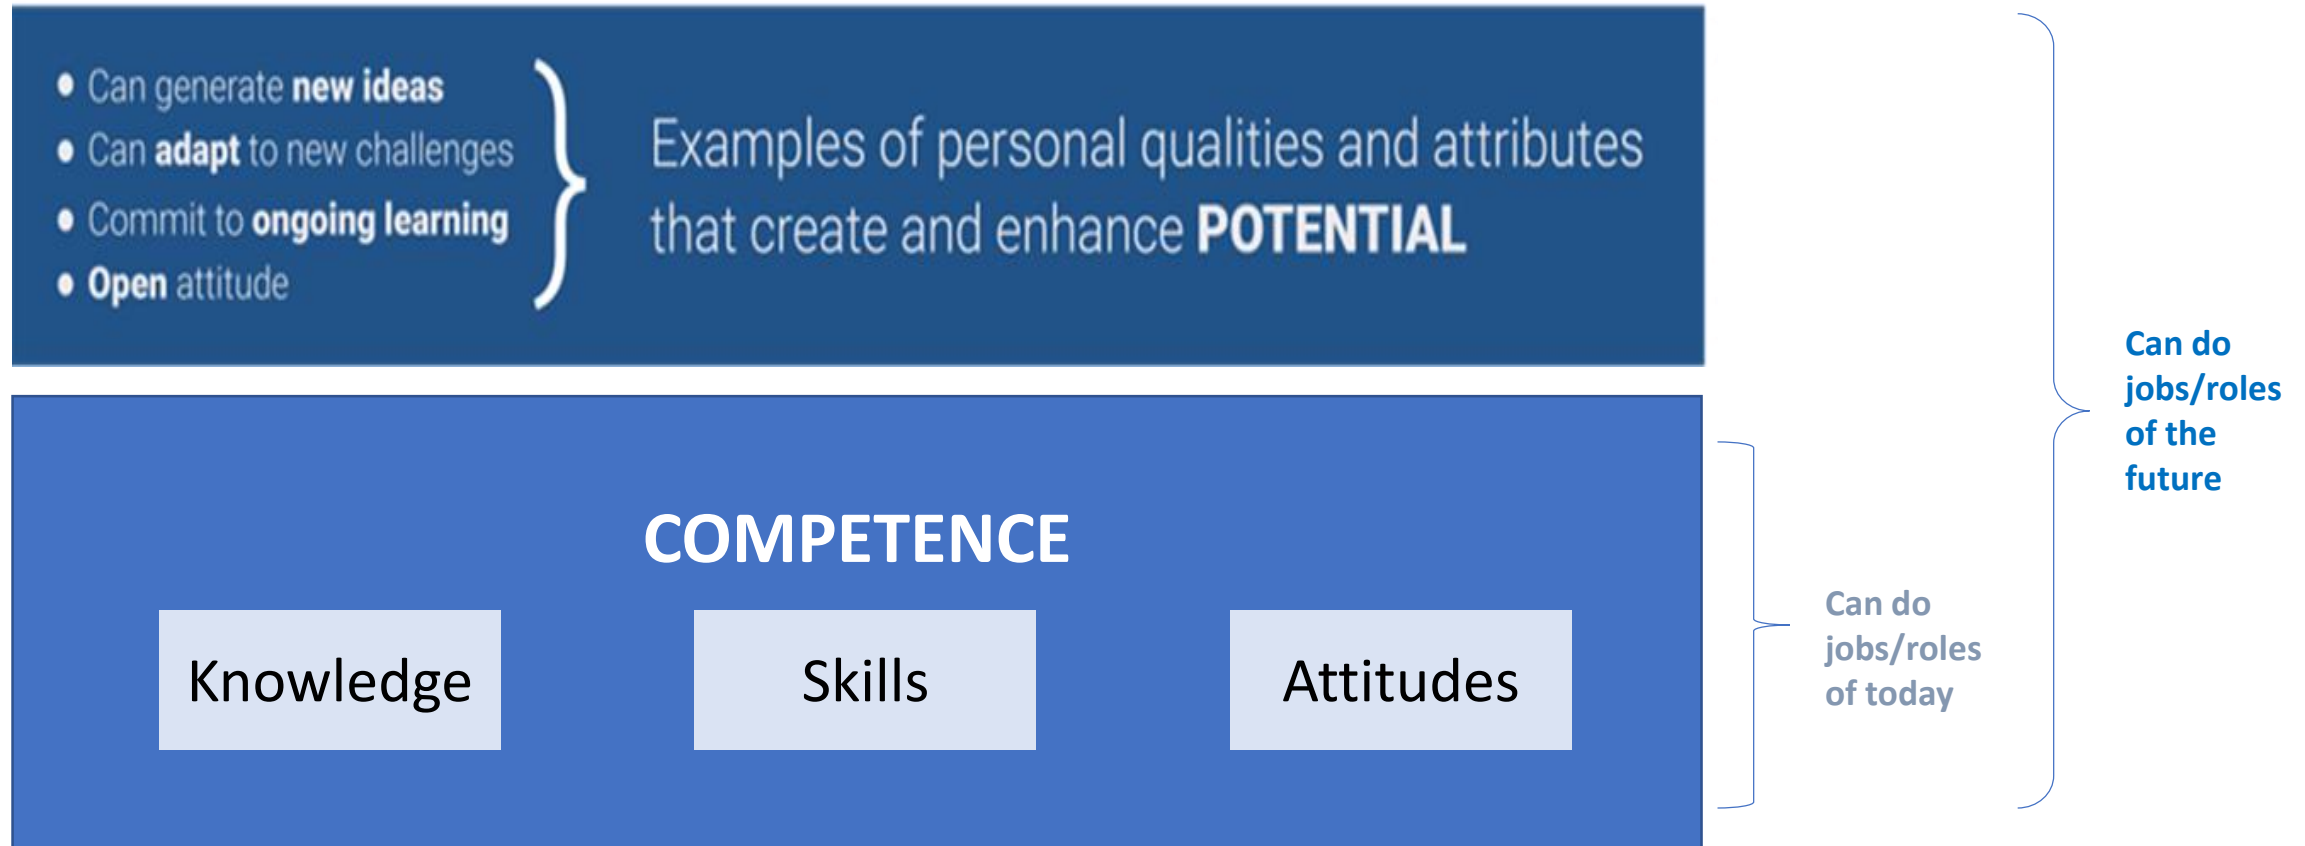 • Can generate new ideas
• Can adapt to new challenges
• Commit to ongoing learning
• Open attitude
Examples of personal qualities and attributes
that create and enhance POTENTIAL
COMPETENCE
Knowledge
Skills
Attitudes
Can do
jobs/roles
of today
Can do
jobs/roles
of the
future